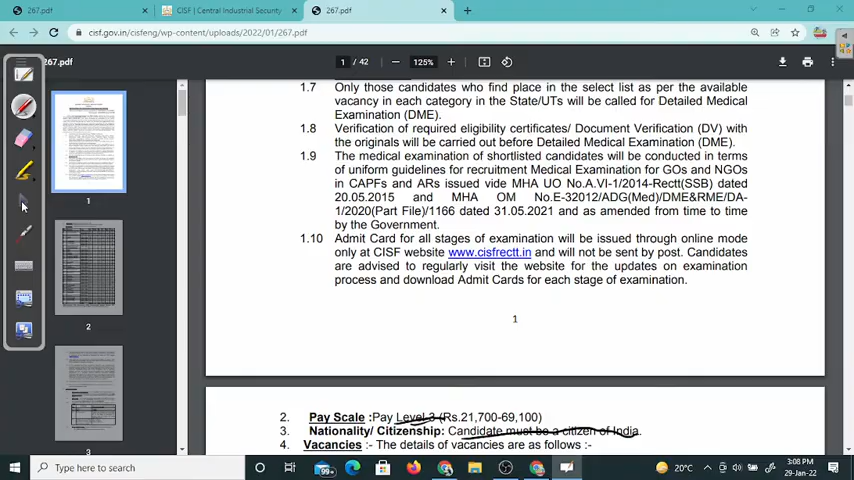 267.pdf
CISF | Central Industrial Security
267.pdf
cisf.gov.in/cisfeng/wp-content/uploads/2022/01/267.pdf
267.pdf
1 / 42
125%
1.7 Only those candidates who find place in the select list as per the available
vacancy in each category in the State/UTs will be called for Detailed Medical
Examination (DME).
1.8 Verification of required eligibility certificates/ Document Verification (DV) with
the originals will be carried out before Detailed Medical Examination (DME).
1.9 The medical examination of shortlisted candidates will be conducted in terms
of uniform guidelines for recruitment Medical Examination for GOs and NGOs
in CAPFs and ARs issued vide MHA UO No.A.VI-1/2014-Rectt(SSB) dated
20.05.2015 and MHA OM No.E-32012/ADG(Med)/DME&RME/DA-
1/2020(Part File)/1166 dated 31.05.2021 and as amended from time to time
by the Government.
1.10 Admit Card for all stages of examination will be issued through online mode
only at CISF website www.cisfrectt.in and will not be sent by post. Candidates
are advised to regularly visit the website for the updates on examination
process and download Admit Cards for each stage of examination.
1
2. Pay Scale :Pay Level 3 (Rs.21,700-69,100)
3. Nationality/ Citizenship: Candidate must be a citizen of India.
4. Vacancies :- The details of vacancies are as follows :-
1
2
3
Type here to search
99+
20°C
3:08 PM
29-Jan-22